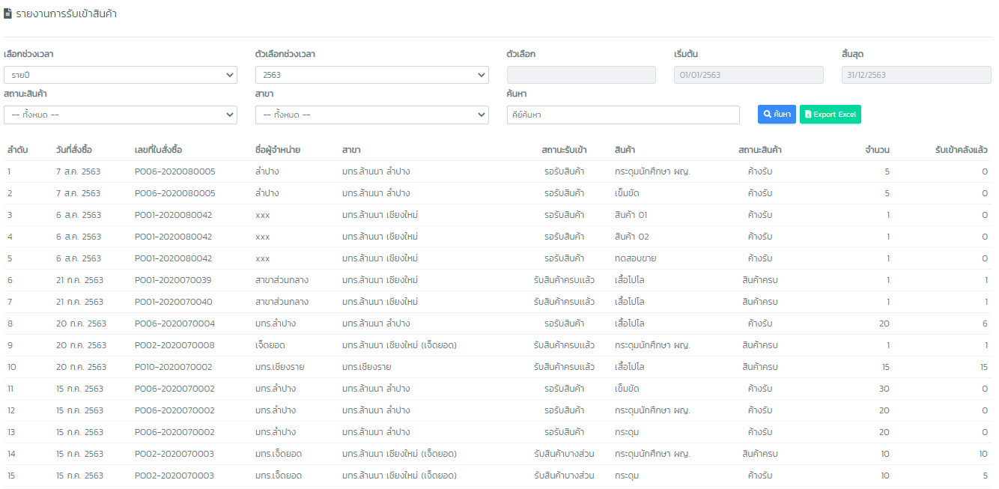 รายงานการรับเข้าสินค้า
เลือกช่วงเวลา ตัวเลือกช่วงเวลา ตัวเลือก เริ่มต้น สิ้นสุด
รายปี 2563 01/01/2563 31/12/2563
สถานะสินค้า สาขา ค้นหา
-- ทั้งหมด -- -- ทั้งหมด -- คีย์ค้นหา ค้นหา Export Excel
ลำดับ วันที่สั่งซื้อ เลขที่ใบสั่งซื้อ ชื่อผู้จำหน่าย สาขา สถานะรับเข้า สินค้า สถานะสินค้า จำนวน รับเข้าคลังแล้ว
1 7 ส.ค. 2563 PO06-2020080005 ลำปาง มทร.ล้านนา ลำปาง รอรับสินค้า กระดุมนักศึกษา ผญ. ค้างรับ 5 0
2 7 ส.ค. 2563 PO06-2020080005 ลำปาง มทร.ล้านนา ลำปาง รอรับสินค้า เข็มขัด ค้างรับ 5 0
3 6 ส.ค. 2563 PO01-2020080042 xxx มทร.ล้านนา เชียงใหม่ รอรับสินค้า สินค้า 01 ค้างรับ 1 0
4 6 ส.ค. 2563 PO01-2020080042 xxx มทร.ล้านนา เชียงใหม่ รอรับสินค้า สินค้า 02 ค้างรับ 1 0
5 6 ส.ค. 2563 PO01-2020080042 xxx มทร.ล้านนา เชียงใหม่ รอรับสินค้า ทดสอบขาย ค้างรับ 1 0
6 21 ก.ค. 2563 PO01-2020070039 สาขาส่วนกลาง มทร.ล้านนา เชียงใหม่ รับสินค้าครบแล้ว เสื้อโปโล สินค้าครบ 1 1
7 21 ก.ค. 2563 PO01-2020070040 สาขาส่วนกลาง มทร.ล้านนา เชียงใหม่ รับสินค้าครบแล้ว เสื้อโปโล สินค้าครบ 1 1
8 20 ก.ค. 2563 PO06-2020070004 มทร.ลำปาง มทร.ล้านนา ลำปาง รอรับสินค้า เสื้อโปโล ค้างรับ 20 6
9 20 ก.ค. 2563 PO02-2020070008 เจ็ดยอด มทร.ล้านนา เชียงใหม่ (เจ็ดยอด) รับสินค้าครบแล้ว กระดุมนักศึกษา ผญ. สินค้าครบ 1 1
10 20 ก.ค. 2563 PO10-2020070002 มทร.เชียงราย มทร.เชียงราย รับสินค้าครบแล้ว เสื้อโปโล สินค้าครบ 15 15
11 15 ก.ค. 2563 PO06-2020070002 มทร.ลำปาง มทร.ล้านนา ลำปาง รอรับสินค้า เข็มขัด ค้างรับ 30 0
12 15 ก.ค. 2563 PO06-2020070002 มทร.ลำปาง มทร.ล้านนา ลำปาง รอรับสินค้า กระดุมนักศึกษา ผญ. ค้างรับ 20 0
13 15 ก.ค. 2563 PO06-2020070002 มทร.ลำปาง มทร.ล้านนา ลำปาง รอรับสินค้า กระดุม ค้างรับ 20 0
14 15 ก.ค. 2563 PO02-2020070003 มทร.เจ็ดยอด มทร.ล้านนา เชียงใหม่ (เจ็ดยอด) รับสินค้าบางส่วน กระดุมนักศึกษา ผญ. สินค้าครบ 10 10
15 15 ก.ค. 2563 PO02-2020070003 มทร.เจ็ดยอด มทร.ล้านนา เชียงใหม่ (เจ็ดยอด) รับสินค้าบางส่วน กระดุม ค้างรับ 10 5